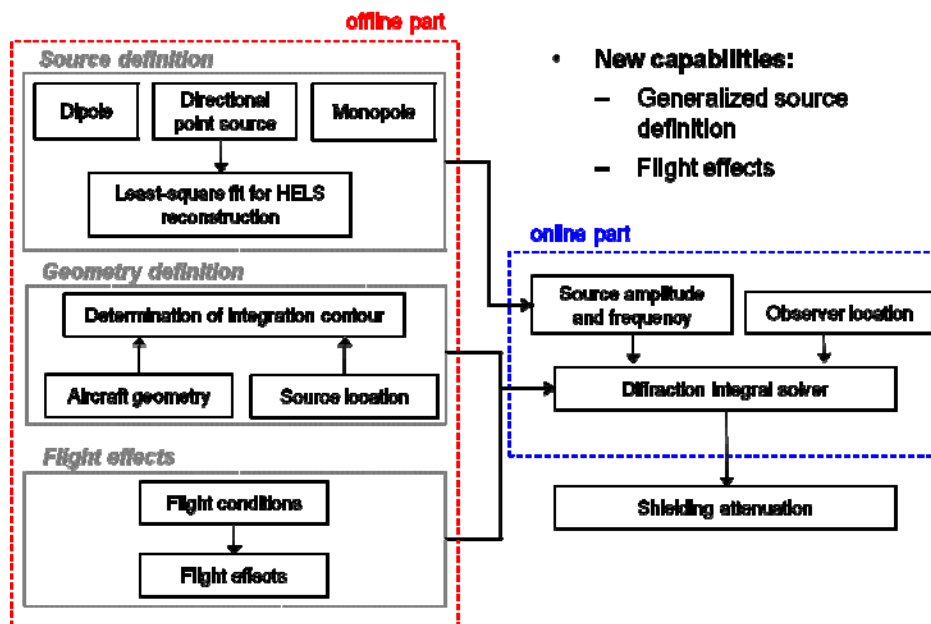 offline part
Source definition
Dipole
Directional
point source
Monopole
Least-square fit for HELS
reconstruction
Geometry definition
Determination of integration contour
Aircraft geometry
Source location
Flight effects
Flight conditions
Flight effects
• New capabilities:
– Generalized source
definition
– Flight effects
online part
Source amplitude
and frequency
Observer location
Diffraction integral solver
Shielding attenuation